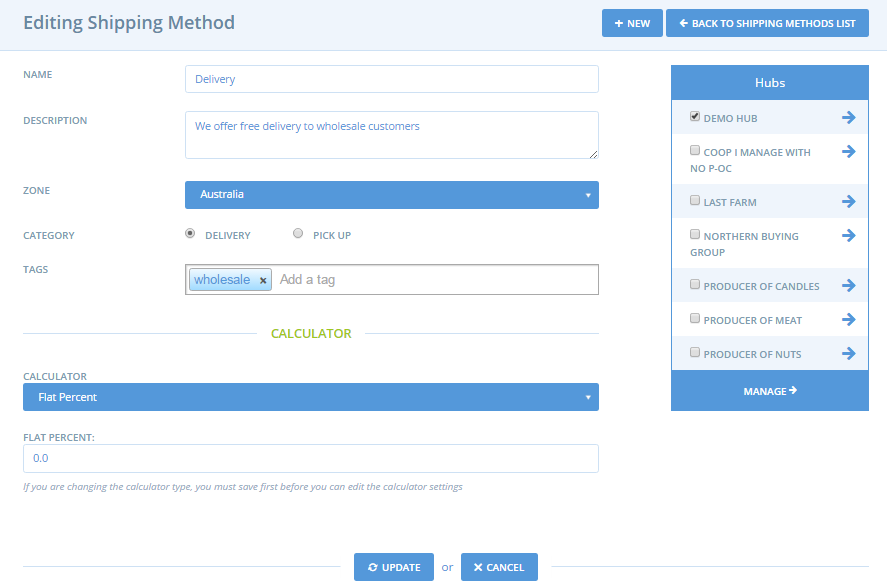 Editing Shipping Method
+ NEW
← BACK TO SHIPPING METHODS LIST
NAME
Delivery
DESCRIPTION
We offer free delivery to wholesale customers
ZONE
Australia
CATEGORY
DELIVERY
PICK UP
TAGS
wholesale ×
Add a tag
CALCULATOR
CALCULATOR
Flat Percent
FLAT PERCENT:
0.0
If you are changing the calculator type, you must save first before you can edit the calculator settings
UPDATE
or
× CANCEL
Hubs
DEMO HUB
COOP I MANAGE WITH
NO P-OC
LAST FARM
NORTHERN BUYING
GROUP
PRODUCER OF CANDLES
PRODUCER OF MEAT
PRODUCER OF NUTS
MANAGE →